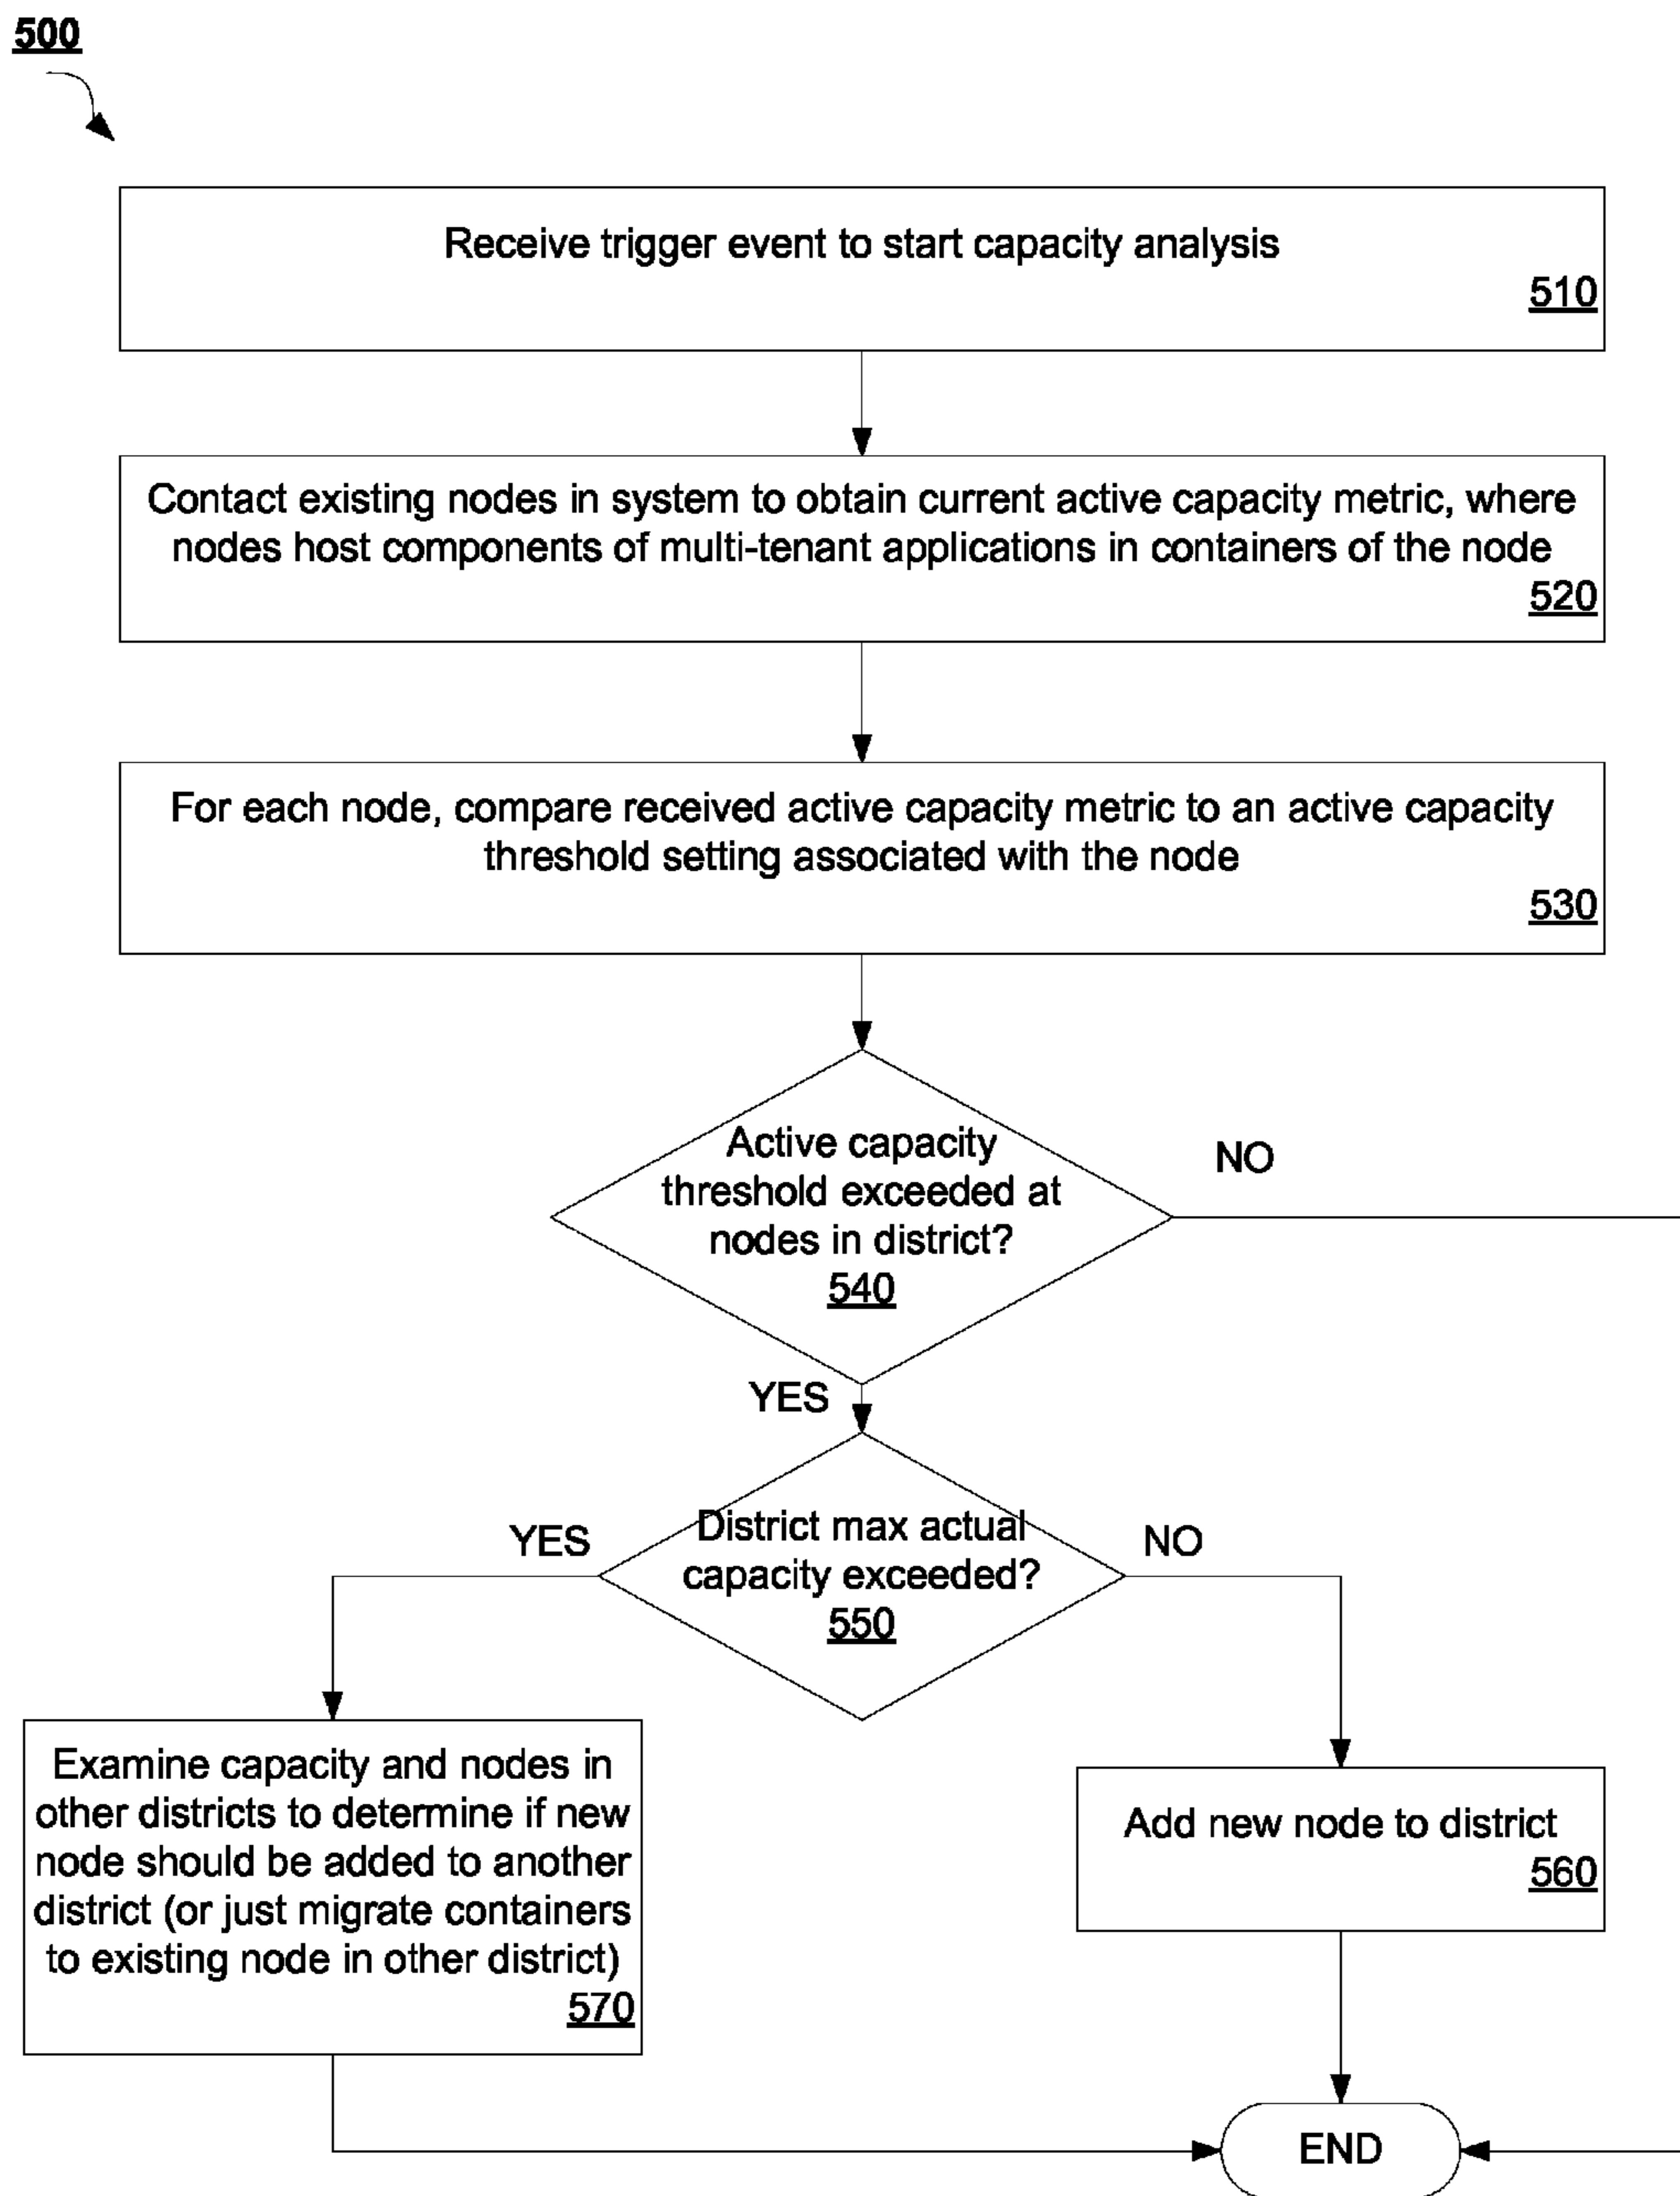 500
Receive trigger event to start capacity analysis
510
Contact existing nodes in system to obtain current active capacity metric, where
nodes host components of multi-tenant applications in containers of the node
520
For each node, compare received active capacity metric to an active capacity
threshold setting associated with the node
530
Active capacity
threshold exceeded at
nodes in district?
540
NO
YES
District max actual
capacity exceeded?
550
YES
NO
Examine capacity and nodes in
other districts to determine if new
node should be added to another
district (or just migrate containers
to existing node in other district)
570
Add new node to district
560
END